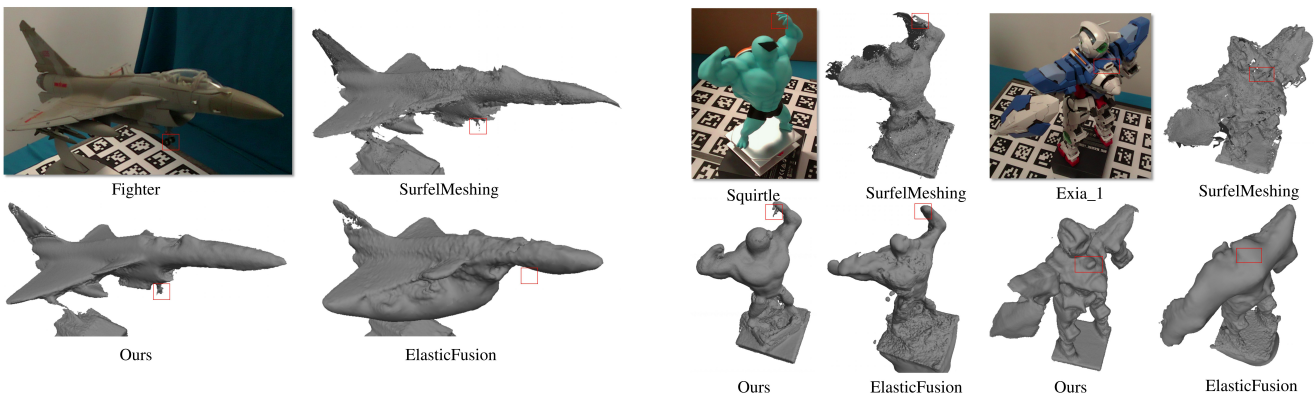 Fighter
SurfelMeshing
Squirtle
SurfelMeshing
Exia_1
SurfelMeshing
Ours
ElasticFusion
Ours
ElasticFusion
Ours
ElasticFusion